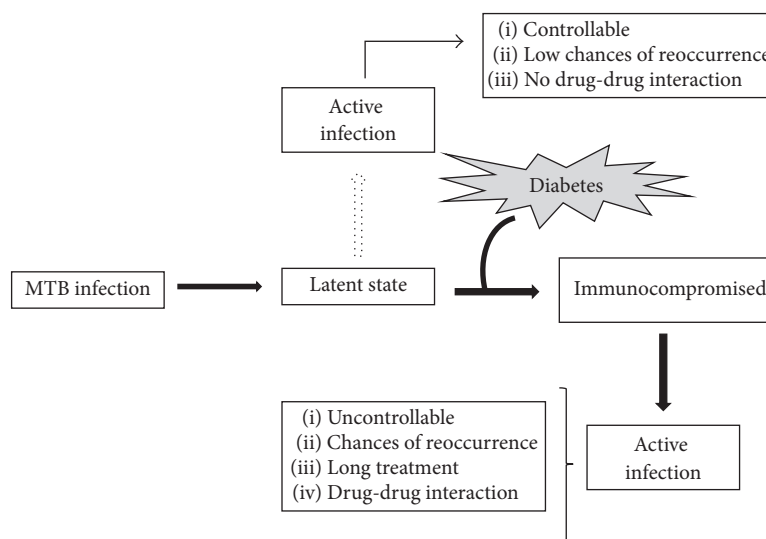 (i) Controllable
(ii) Low chances of reoccurrence
(iii) No drug-drug interaction
Active
infection
Diabetes
MTB infection
Latent state
Immunocompromised
(i) Uncontrollable
(ii) Chances of reoccurrence
(iii) Long treatment
(iv) Drug-drug interaction
Active
infection